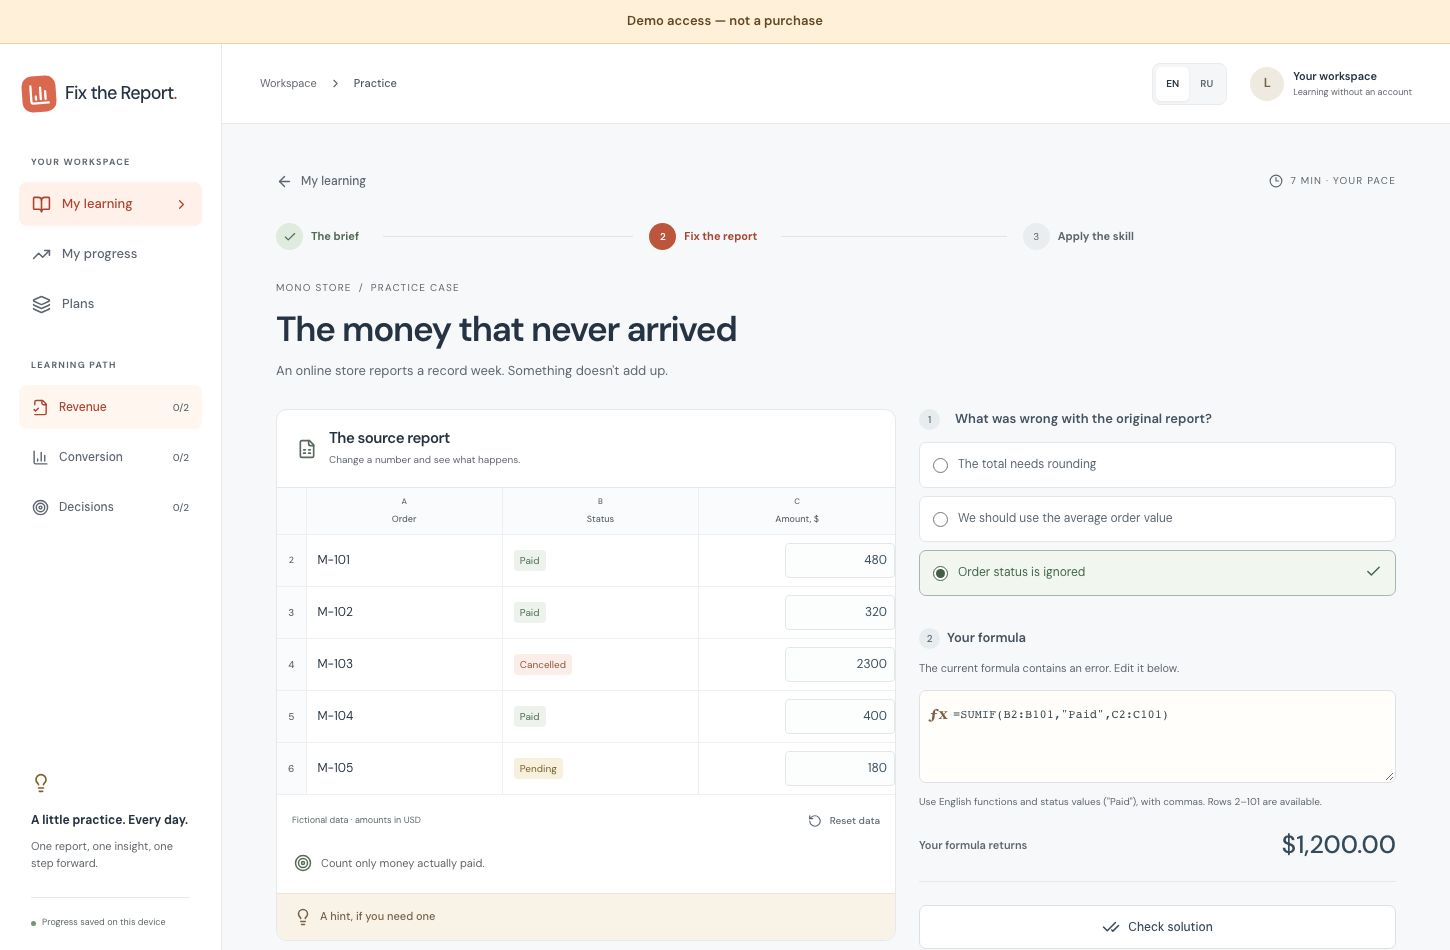 Demo access — not a purchase
Fix the Report.
Workspace
Practice
EN
RU
L
Your workspace
Learning without an account
YOUR WORKSPACE
My learning
My progress
Plans
LEARNING PATH
Revenue
0/2
Conversion
0/2
Decisions
0/2
A little practice. Every day.
One report, one insight, one
step forward.
Progress saved on this device
My learning
7 MIN · YOUR PACE
The brief
2
Fix the report
3
Apply the skill
MONO STORE / PRACTICE CASE
The money that never arrived
An online store reports a record week. Something doesn't add up.
The source report
Change a number and see what happens.
A
B
C
Order
Status
Amount, $
2
M-101
Paid
480
3
M-102
Paid
320
4
M-103
Cancelled
2300
5
M-104
Paid
400
6
M-105
Pending
180
Fictional data · amounts in USD
Reset data
Count only money actually paid.
A hint, if you need one
1
What was wrong with the original report?
The total needs rounding
We should use the average order value
Order status is ignored
2
Your formula
The current formula contains an error. Edit it below.
ƒx =SUMIF(B2:B101,"Paid",C2:C101)
Use English functions and status values ("Paid"), with commas. Rows 2–101 are available.
Your formula returns
$1,200.00
Check solution